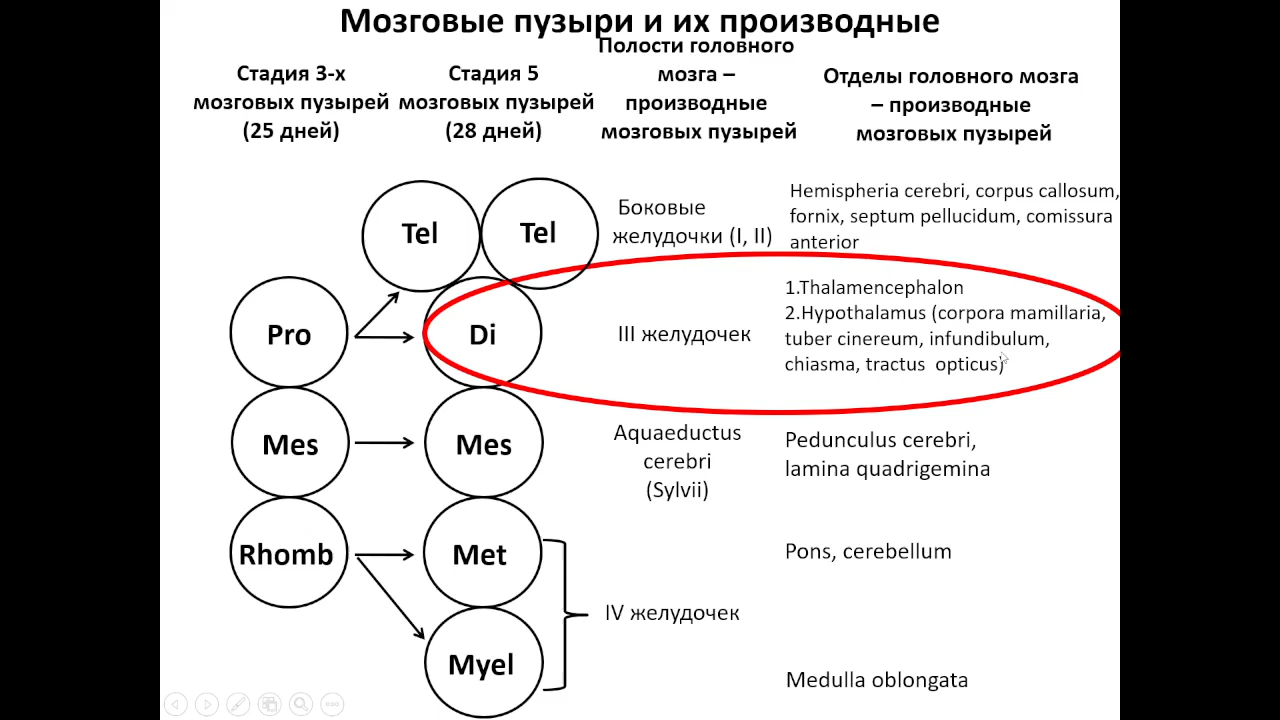 Мозговые пузыри и их производные
Стадия 3-х
мозговых пузырей
(25 дней)
Стадия 5
мозговых пузырей
(28 дней)
Полости головного
мозга –
производные
мозговых пузырей
Отделы головного мозга
– производные
мозговых пузырей
Tel
Tel
Боковые
желудочки (I, II)
Hemispheria cerebri, corpus callosum,
fornix, septum pellucidum, comissura
anterior
Pro
Di
III желудочек
1.Thalamencephalon
2.Hypothalamus (corpora mamillaria,
tuber cinereum, infundibulum,
chiasma, tractus opticus)
Mes
Mes
Aquaeductus
cerebri
(Sylvii)
Pedunculus cerebri,
lamina quadrigemina
Rhomb
Met
Pons, cerebellum
IV желудочек
Myel
Medulla oblongata